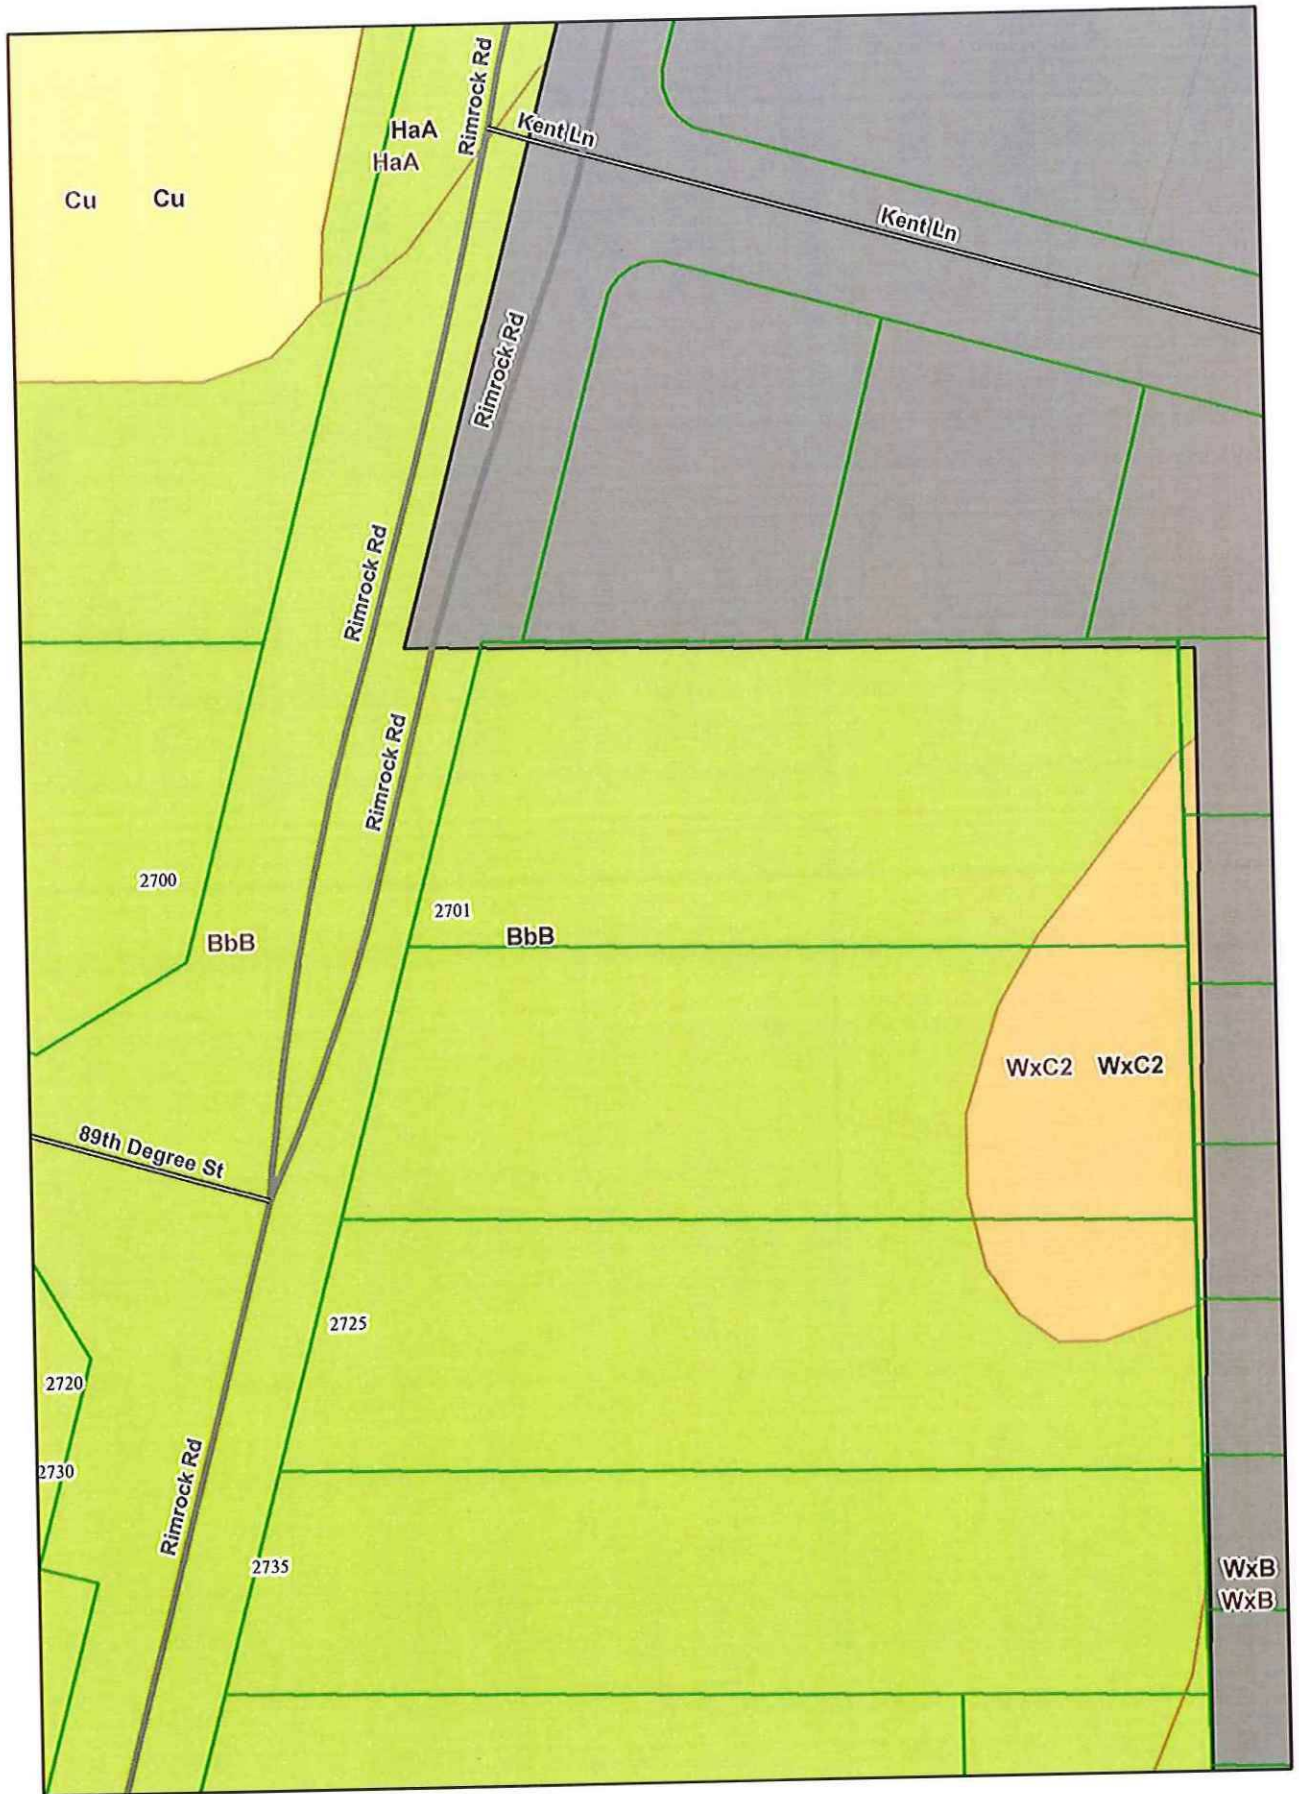 Rimrock Rd
HaA
Kent Ln
HaA
Cu Cu
Kent Ln
Rimrock Rd
Rimrock Rd
Rimrock Rd
2700
2701
BbB
BbB
WxC2 WxC2
89th Degree St
2725
2720
2730
Rimrock Rd
2735
WxB
WxB